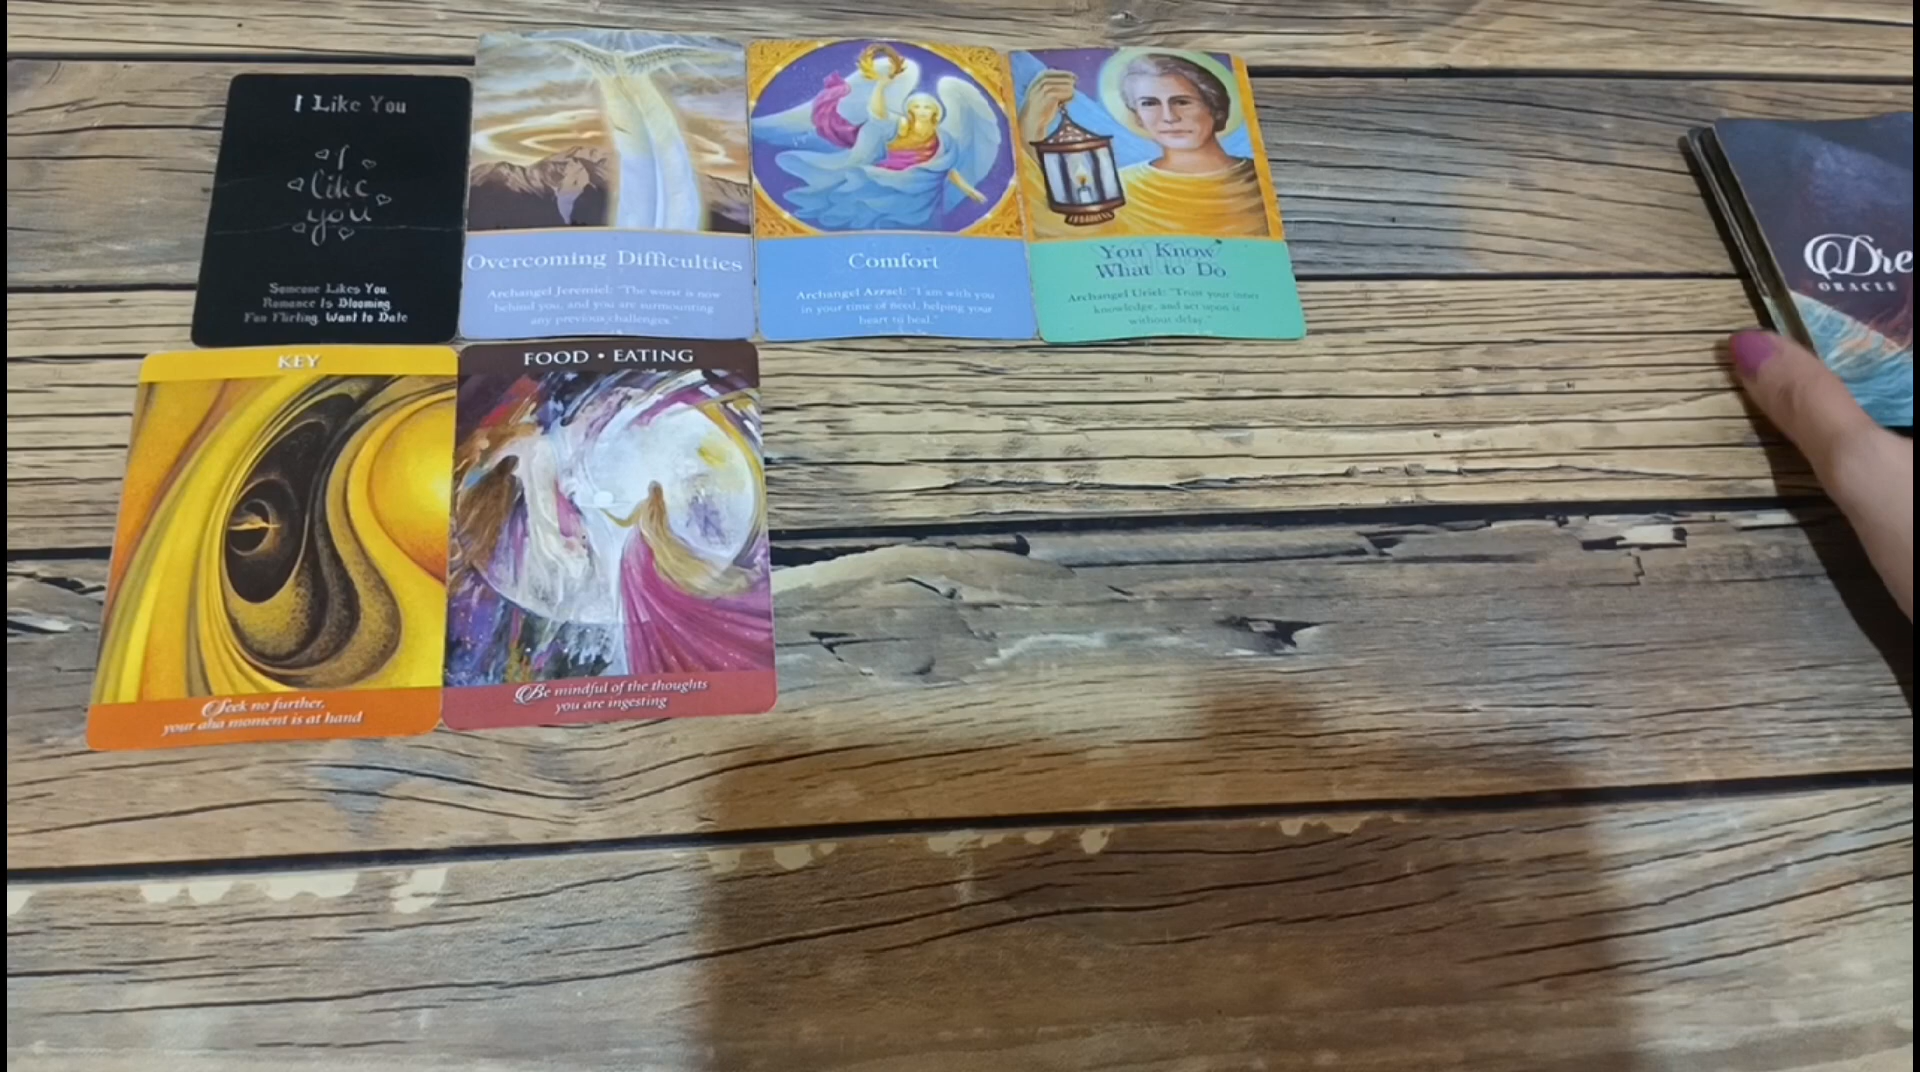 I Like You
I
like
you
Someone Likes You.
Romance Is Blooming.
Fun Flirting. Want to Date
Overcoming Difficulties
Archangel Jeremiel: "The worst is now
behind you, and you are surmounting
any previous challenges."
Comfort
Archangel Azrael: "I am with you
in your time of need, helping your
heart to heal."
You Know
What to Do
Archangel Uriel: "Trust your inner
knowledge, and act upon it
without delay."
KEY
Seek no further,
your aha moment is at hand
FOOD • EATING
Be mindful of the thoughts
you are ingesting
Dre
ORACLE